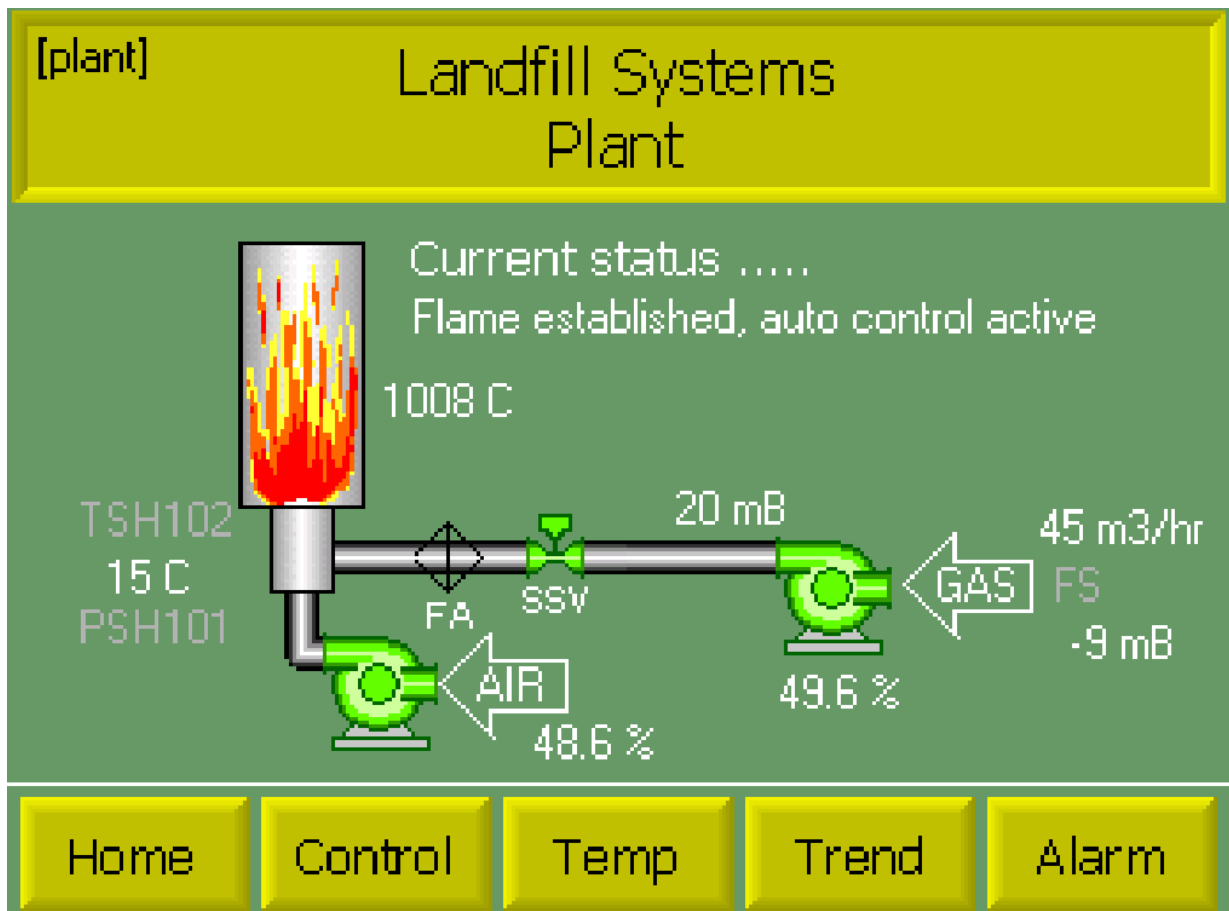 [plant]
Landfill Systems
Plant
Current status .....
Flame established, auto control active
1008 C
TSH102
20 mB
45 m3/hr
15 C
GAS
FS
PSH101
FA
SSV
-9 mB
AIR
49.6 %
48.6 %
Home
Control
Temp
Trend
Alarm